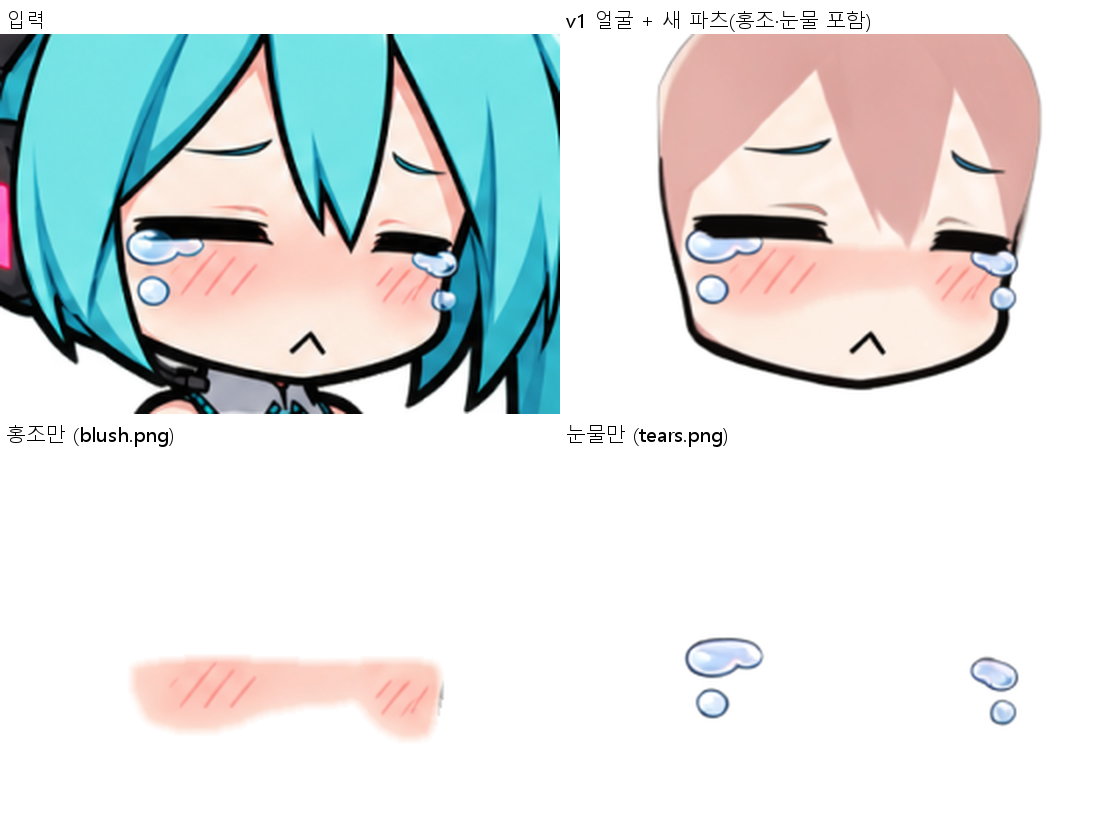 입력
v1 얼굴 + 새 파츠(홍조·눈물 포함)
홍조만 (blush.png)
눈물만 (tears.png)